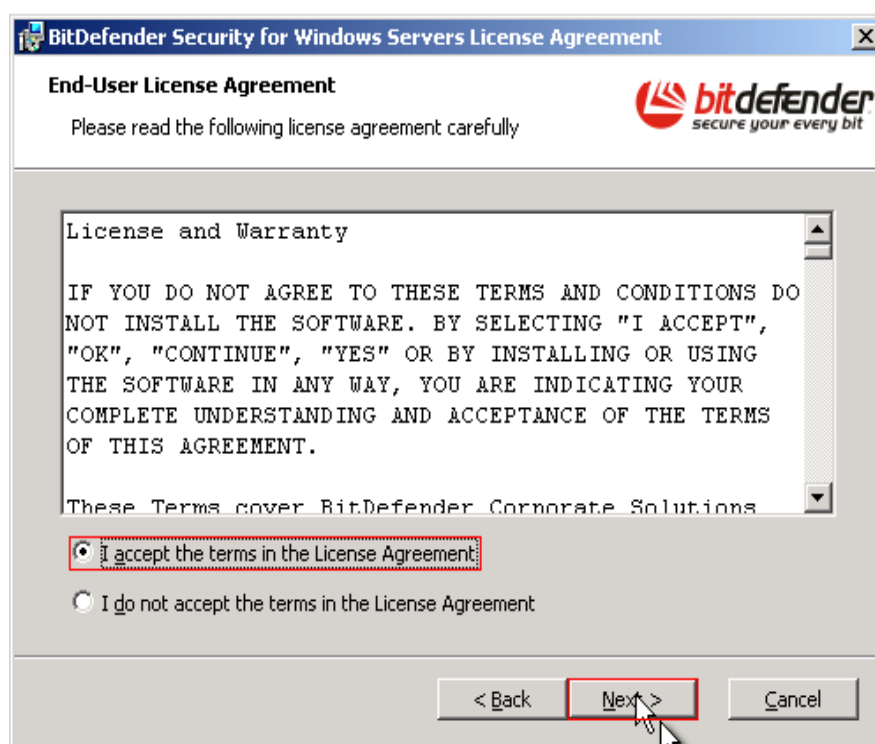 BitDefender Security for Windows Servers License Agreement
End-User License Agreement
Please read the following license agreement carefully
bitdefender
secure your every bit
License and Warranty
IF YOU DO NOT AGREE TO THESE TERMS AND CONDITIONS DO
NOT INSTALL THE SOFTWARE. BY SELECTING "I ACCEPT",
"OK", "CONTINUE", "YES" OR BY INSTALLING OR USING
THE SOFTWARE IN ANY WAY, YOU ARE INDICATING YOUR
COMPLETE UNDERSTANDING AND ACCEPTANCE OF THE TERMS
OF THIS AGREEMENT.
These Terms cover BitDefender Corporate Solutions
I accept the terms in the License Agreement
I do not accept the terms in the License Agreement
< Back
Next >
Cancel